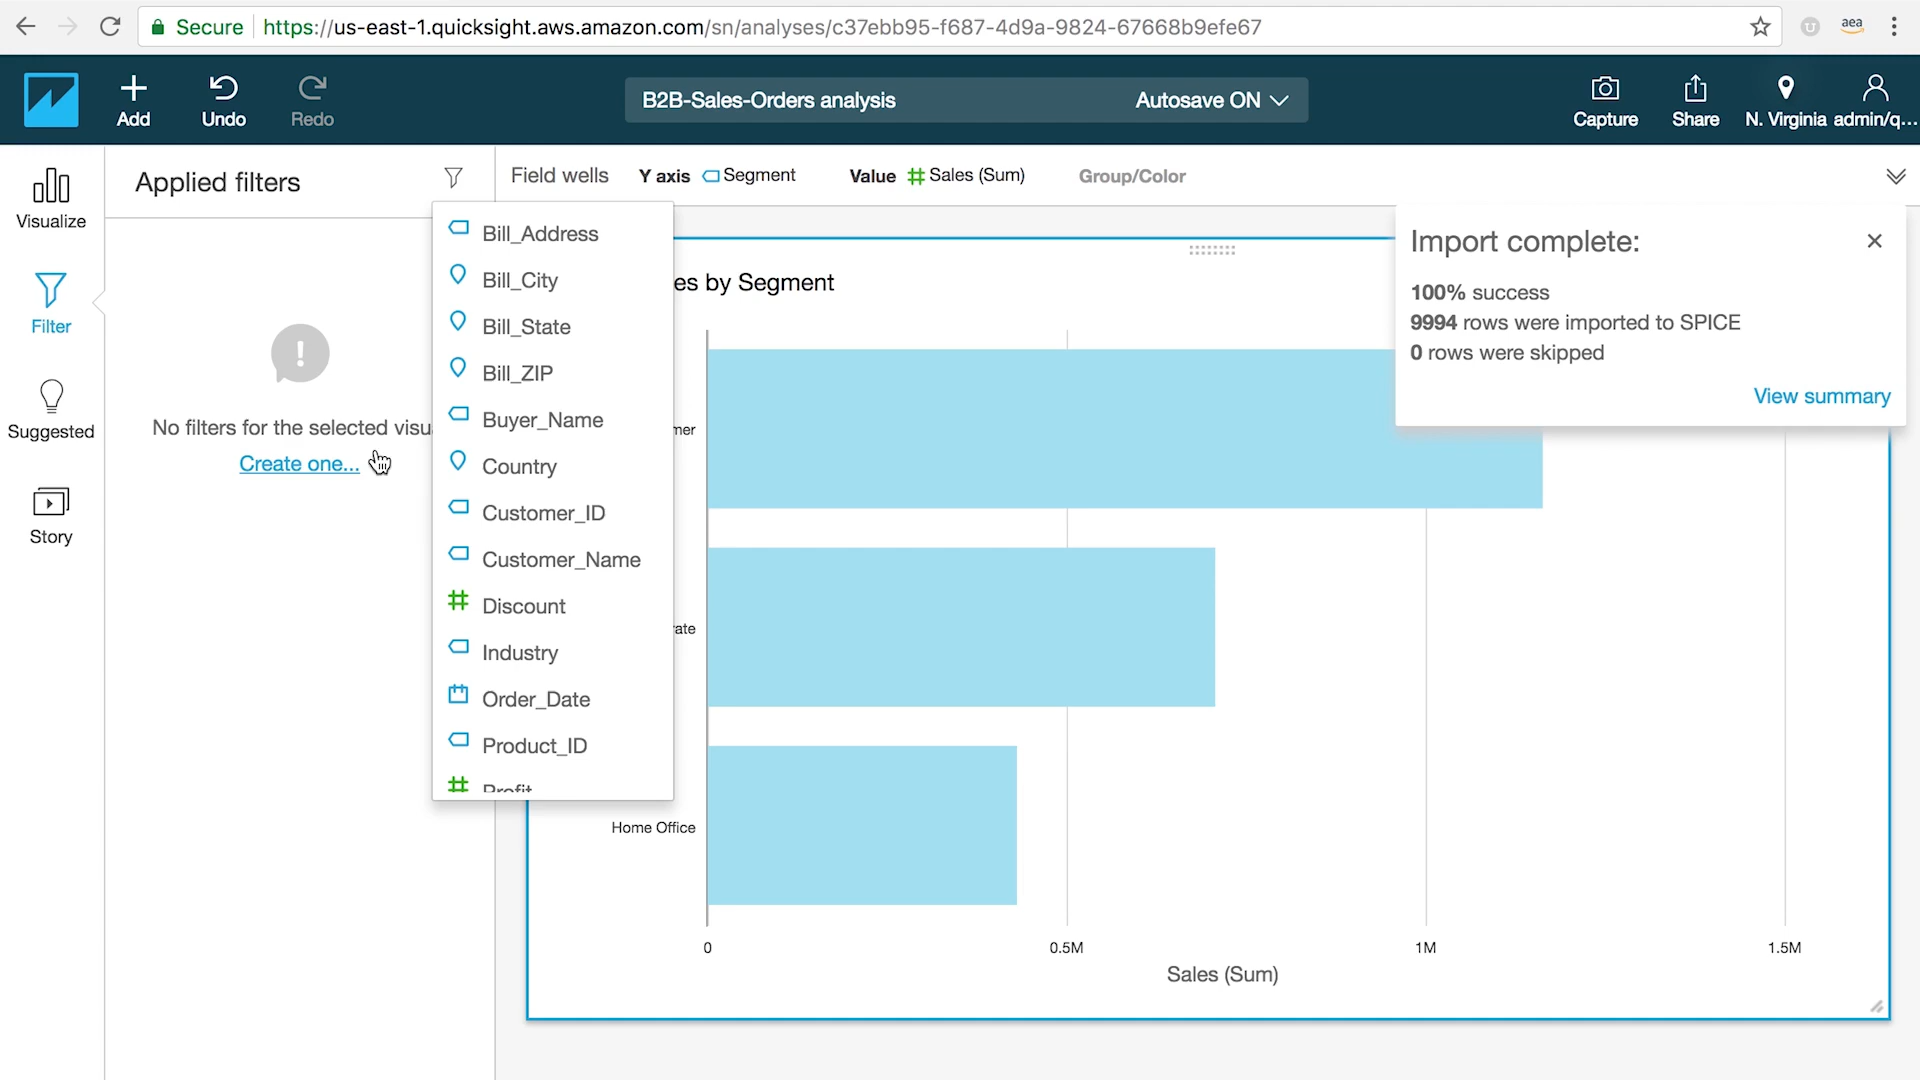 Secure https://us-east-1.quicksight.aws.amazon.com/sn/analyses/c37ebb95-f687-4d9a-9824-67668b9efe67
aea
Add Undo Redo B2B-Sales-Orders analysis Autosave ON Capture Share N. Virginia admin/q...
Visualize
Filter
Suggested
Story
Applied filters
No filters for the selected visu
Create one...
Field wells Y axis Segment Value # Sales (Sum) Group/Color
Bill_Address
Bill_City
Bill_State
Bill_ZIP
Buyer_Name
Country
Customer_ID
Customer_Name
# Discount
Industry
Order_Date
Product_ID
# Profit
es by Segment
mer
rate
Home Office
0 0.5M 1M 1.5M
Sales (Sum)
Import complete:
100% success
9994 rows were imported to SPICE
0 rows were skipped
View summary